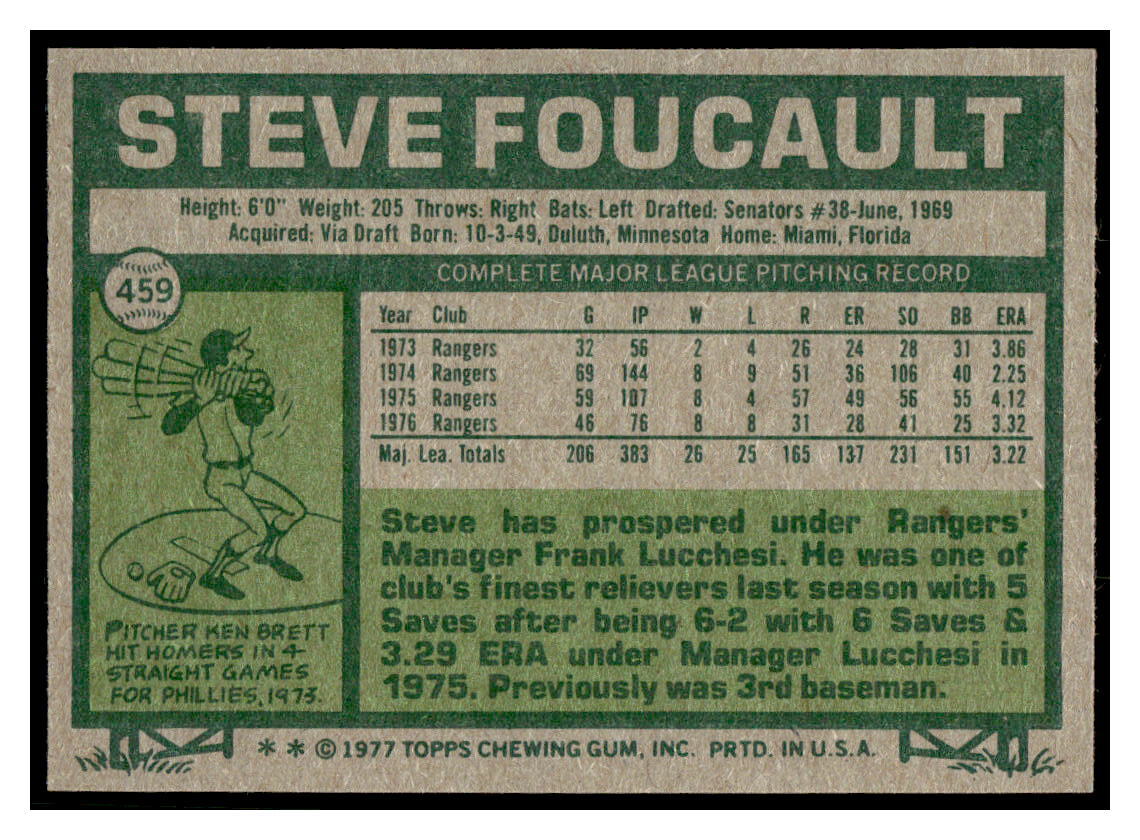 STEVE FOUCAULT
Height: 6'0" Weight: 205 Throws: Right Bats: Left Drafted: Senators #38-June, 1969
Acquired: Via Draft Born: 10-3-49, Duluth, Minnesota Home: Miami, Florida
459
COMPLETE MAJOR LEAGUE PITCHING RECORD
Year Club G IP W L R ER SO BB ERA
1973 Rangers 32 56 2 4 26 24 28 31 3.86
1974 Rangers 69 144 8 9 51 36 106 40 2.25
1975 Rangers 59 107 8 4 57 49 56 55 4.12
1976 Rangers 46 76 8 8 31 28 41 25 3.32
Maj. Lea. Totals 206 383 26 25 165 137 231 151 3.22
PITCHER KEN BRETT
HIT HOMERS IN 4
STRAIGHT GAMES
FOR PHILLIES, 1973.
Steve has prospered under Rangers'
Manager Frank Lucchesi. He was one of
club's finest relievers last season with 5
Saves after being 6-2 with 6 Saves &
3.29 ERA under Manager Lucchesi in
1975. Previously was 3rd baseman.
* * © 1977 TOPPS CHEWING GUM, INC. PRTD. IN U.S.A.